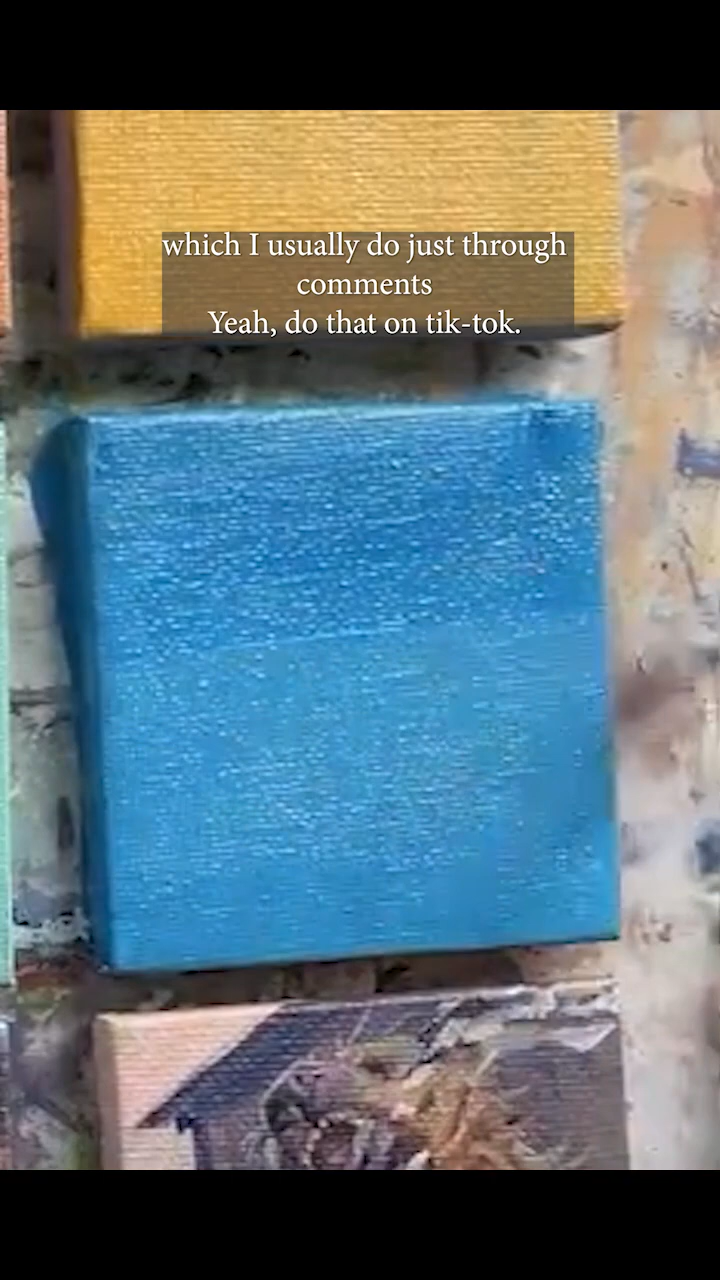 which I usually do just through
comments
Yeah, do that on tik-tok.